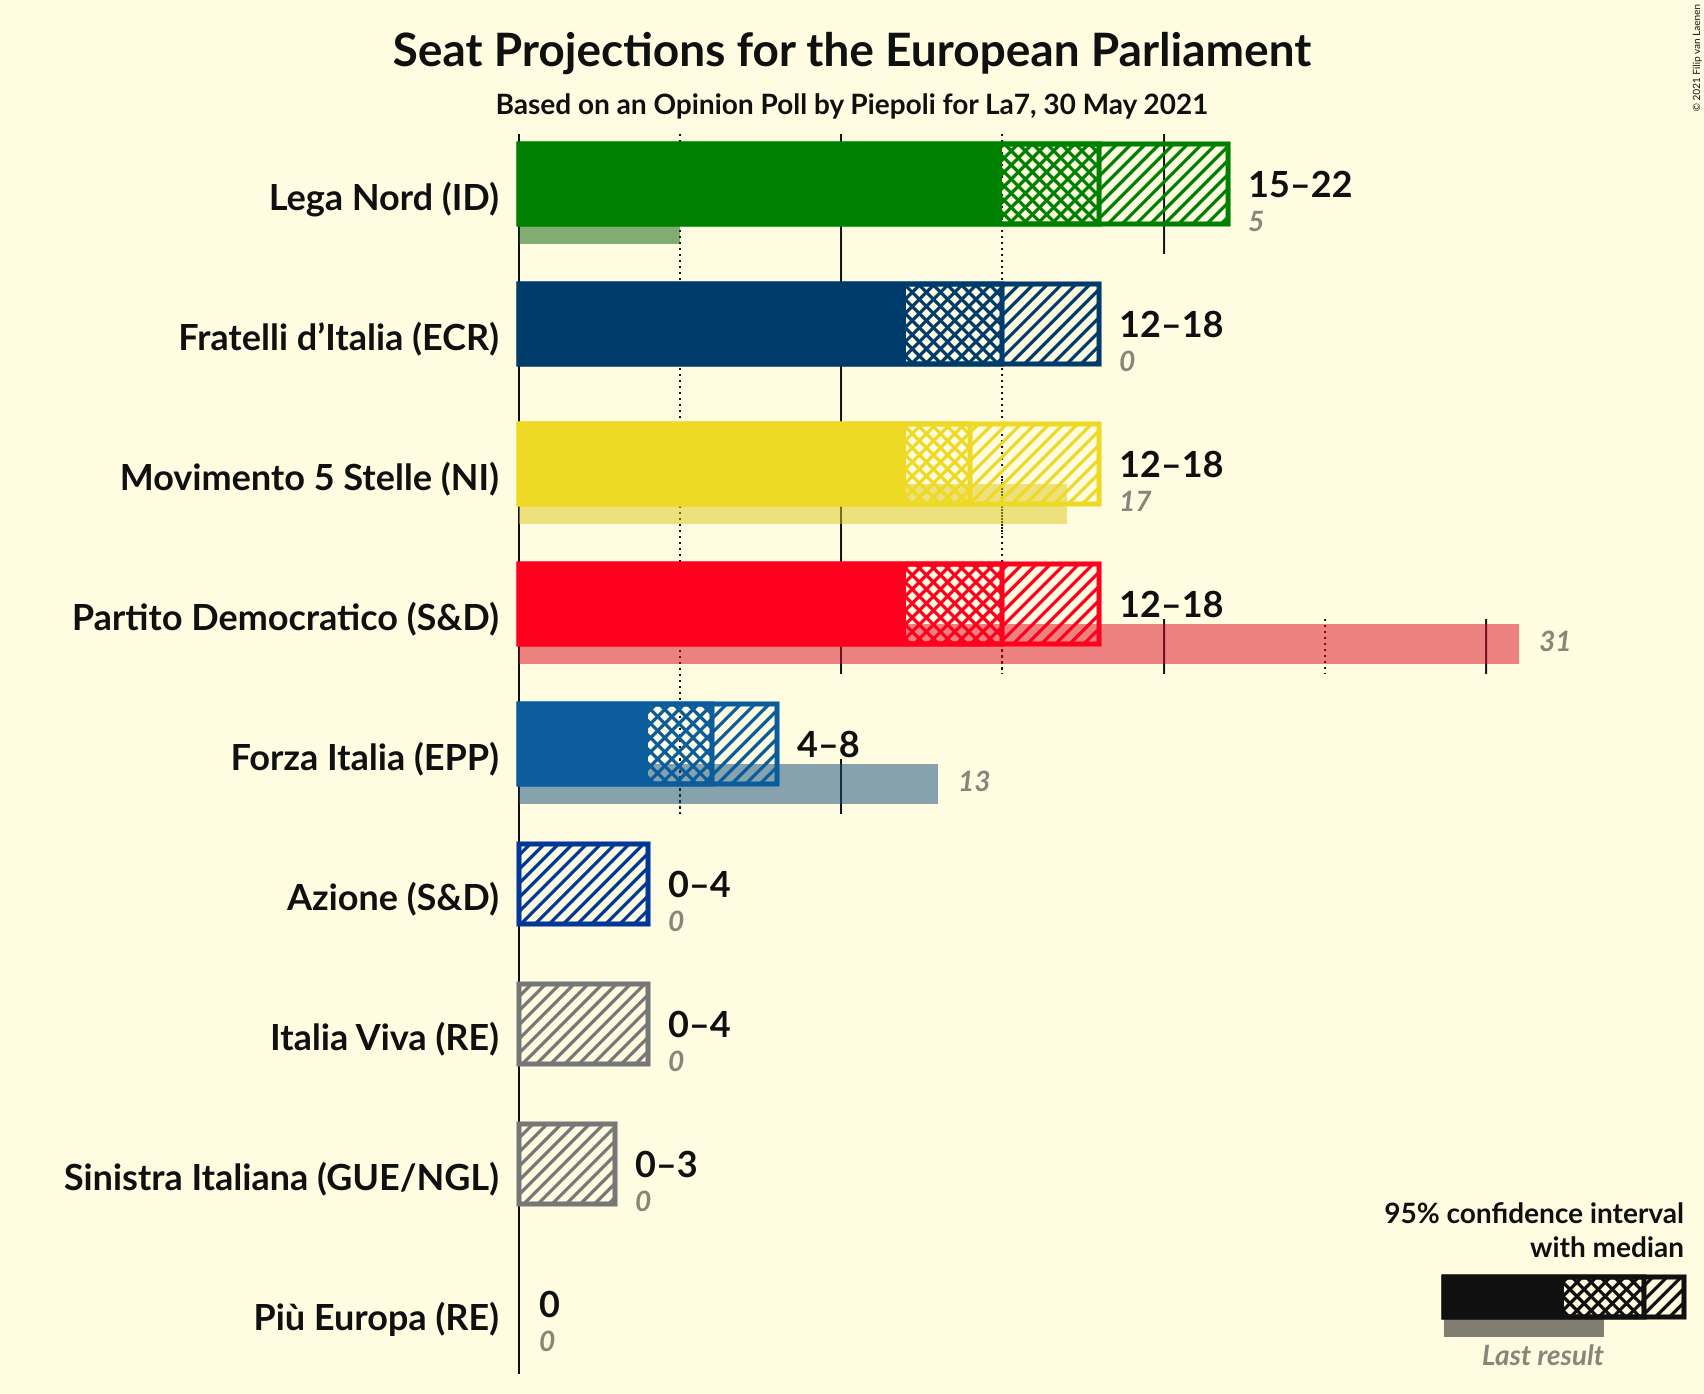 Seat Projections for the European Parliament
Based on an Opinion Poll by Piepoli for La7, 30 May 2021
© 2021 Filip van Laenen
Lega Nord (ID)
15–22
5
Fratelli d’Italia (ECR)
12–18
0
Movimento 5 Stelle (NI)
12–18
17
Partito Democratico (S&D)
12–18
31
Forza Italia (EPP)
4–8
13
Azione (S&D)
0–4
0
Italia Viva (RE)
0–4
0
Sinistra Italiana (GUE/NGL)
0–3
0
Più Europa (RE)
0
0
95% confidence interval
with median
Last result